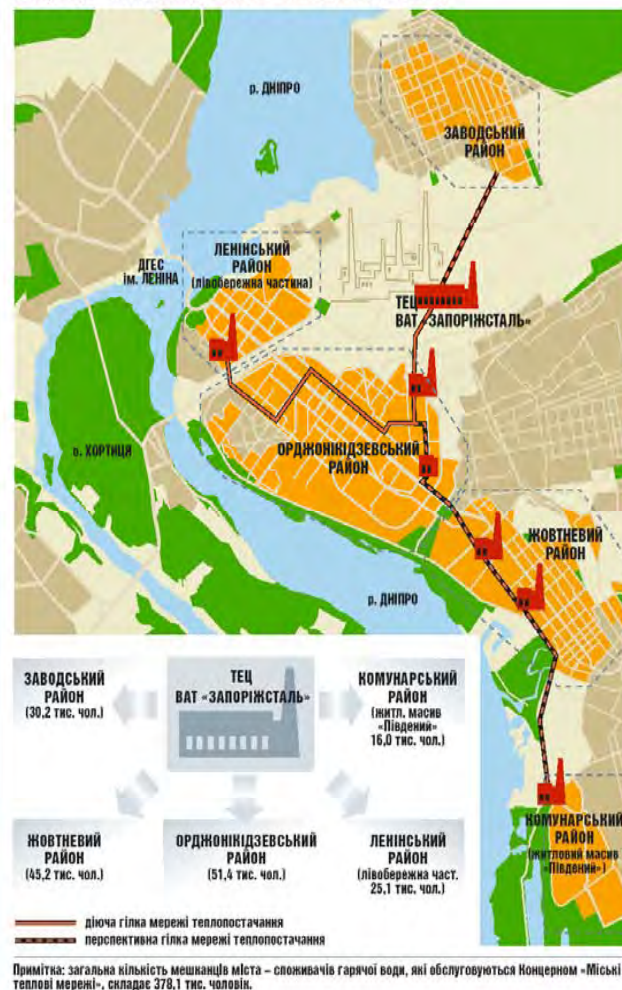 р. ДНІПРО
ЗАВОДСЬКИЙ
РАЙОН
ЛЕНІНСЬКИЙ
РАЙОН
(лівобережна частина)
ДГЕС
ім. ЛЕНІНА
ТЕЦ
ВАТ «ЗАПОРІЖСТАЛЬ»
о. ХОРТИЦЯ
ОРДЖОНІКІДЗЕВСЬКИЙ
РАЙОН
ЖОВТНЕВИЙ
РАЙОН
р. ДНІПРО
КОМУНАРСЬКИЙ
РАЙОН
(житловий масив
«Південий»)
ЗАВОДСЬКИЙ
РАЙОН
(30,2 тис. чол.)
ТЕЦ
ВАТ «ЗАПОРІЖСТАЛЬ»
КОМУНАРСЬКИЙ
РАЙОН
(житл. масив
«Південий»
16,0 тис. чол.)
ЖОВТНЕВИЙ
РАЙОН
(45,2 тис. чол.)
ОРДЖОНІКІДЗЕВСЬКИЙ
РАЙОН
(51,4 тис. чол.)
ЛЕНІНСЬКИЙ
РАЙОН
(лівобережна част.
25,1 тис. чол.)
діюча гілка мережі теплопостачання
перспективна гілка мережі теплопостачання
Примітка: загальна кількість мешканців міста – споживачів гарячої води, які обслуговуються Концерном «Міські
теплові мережі», складає 378,1 тис. чоловік.